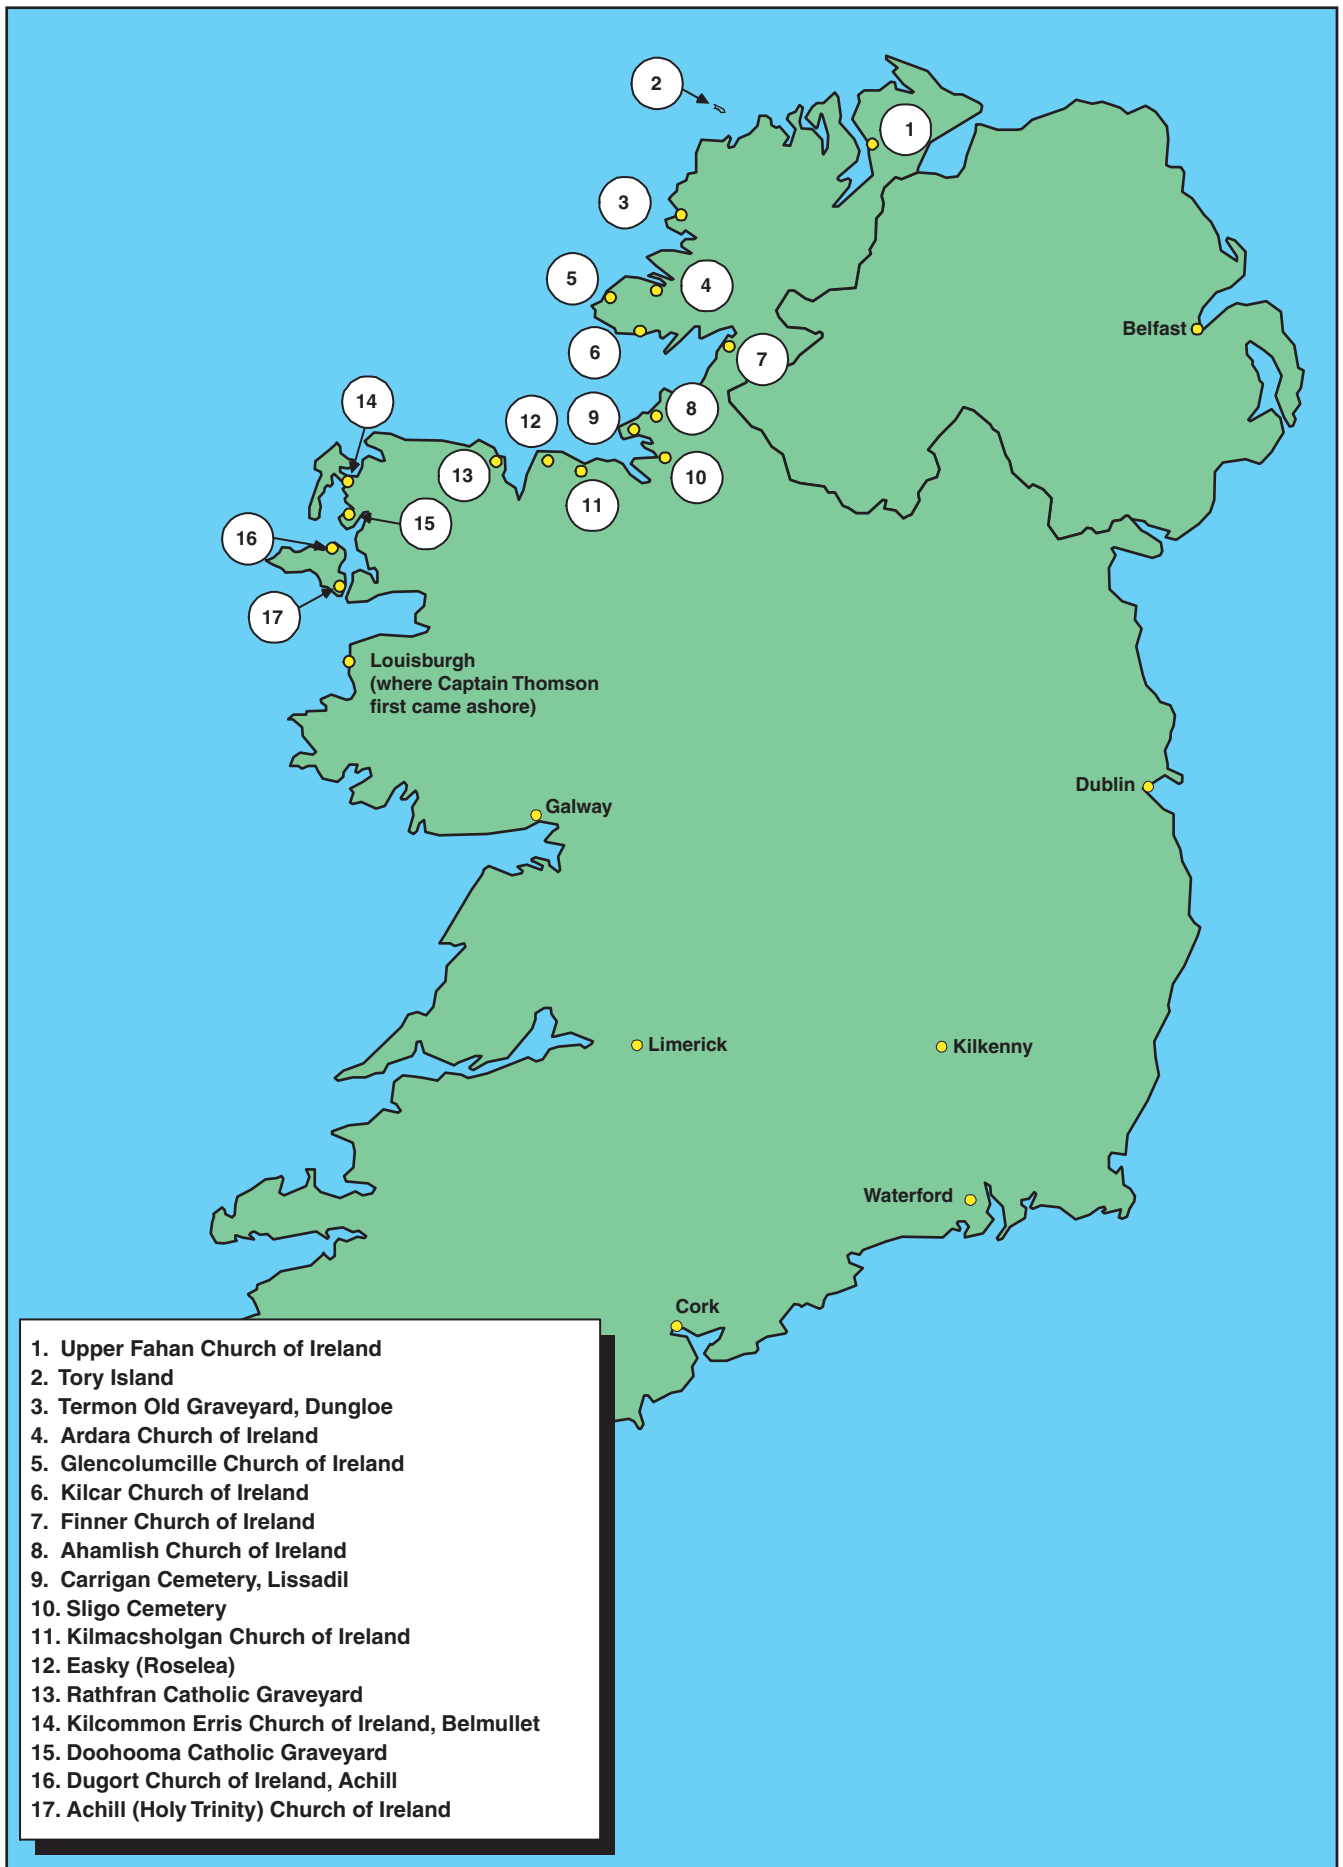 2
1
3
5
4
Belfast
6
7
14
8
9
12
13
10
11
15
16
17
Louisburgh
(where Captain Thomson
first came ashore)
Dublin
Galway
Limerick
Kilkenny
Waterford
Cork
1. Upper Fahan Church of Ireland
2. Tory Island
3. Termon Old Graveyard, Dungloe
4. Ardara Church of Ireland
5. Glencolumcille Church of Ireland
6. Kilcar Church of Ireland
7. Finner Church of Ireland
8. Ahamlish Church of Ireland
9. Carrigan Cemetery, Lissadil
10. Sligo Cemetery
11. Kilmacsholgan Church of Ireland
12. Easky (Roselea)
13. Rathfran Catholic Graveyard
14. Kilcommon Erris Church of Ireland, Belmullet
15. Doohooma Catholic Graveyard
16. Dugort Church of Ireland, Achill
17. Achill (Holy Trinity) Church of Ireland